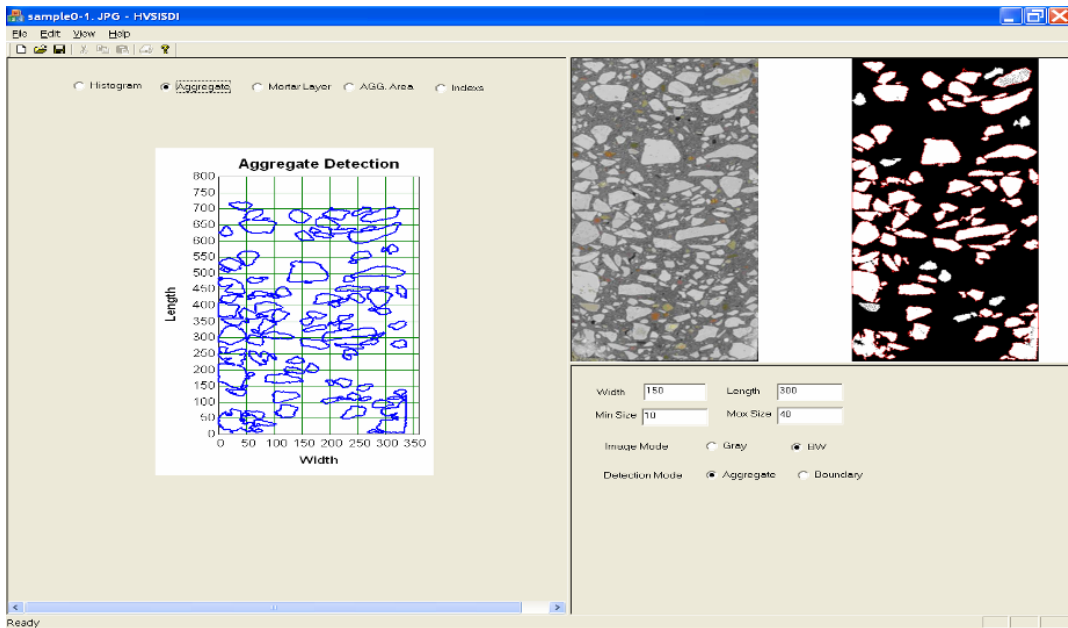 sample0-1. JPG - HVSISDI
File Edit View Help
Histogram Aggregate Mortar Layer AGG. Area Indexs
Aggregate Detection
800
750
700
650
600
550
500
450
400
350
300
250
200
150
100
50
0
Length
0 50 100 150 200 250 300 350
Width
Width 150 Length 300
Min Size 10 Max Size 40
Image Mode Gray BW
Detection Mode Aggregate Boundary
Ready